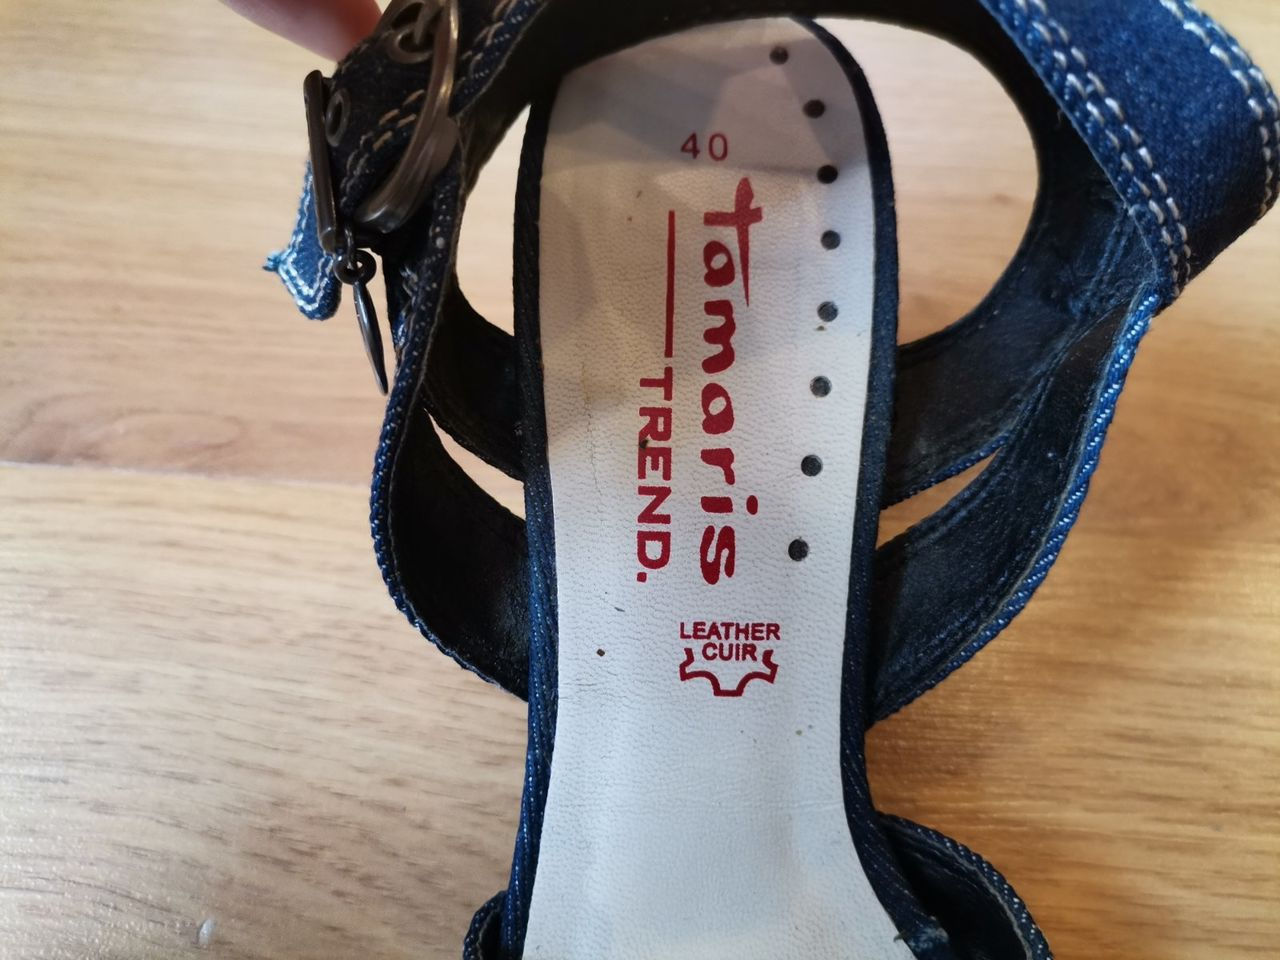 40
tamaris
TREND.
LEATHER
CUIR